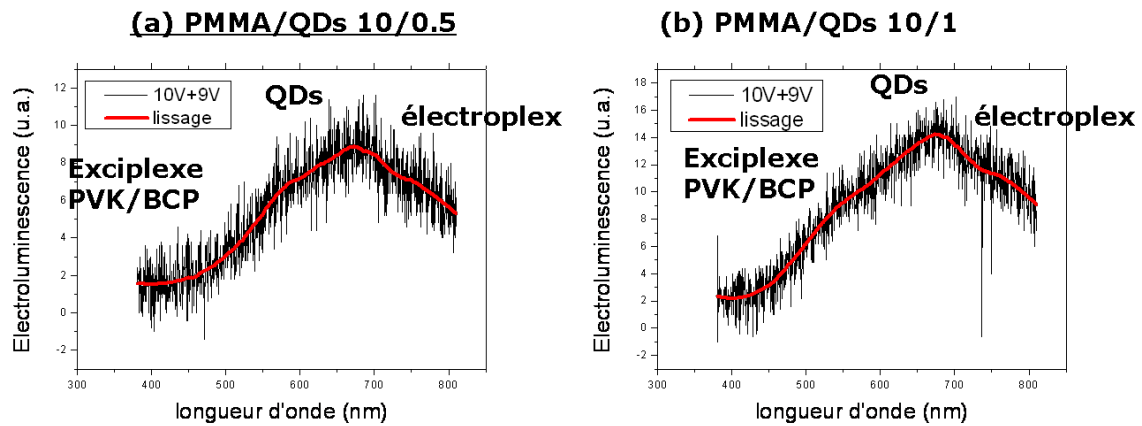 (a) PMMA/QDs 10/0.5
12
10
8
6
4
2
0
-2
Electroluminescence (u.a.)
10V+9V
lissage
QDs
électroplex
Exciplexe
PVK/BCP
300 400 500 600 700 800
longueur d'onde (nm)
(b) PMMA/QDs 10/1
18
16
14
12
10
8
6
4
2
0
-2
Electroluminescence (u.a.)
10V+9V
lissage
QDs
électroplex
Exciplexe
PVK/BCP
300 400 500 600 700 800
longueur d'onde (nm)